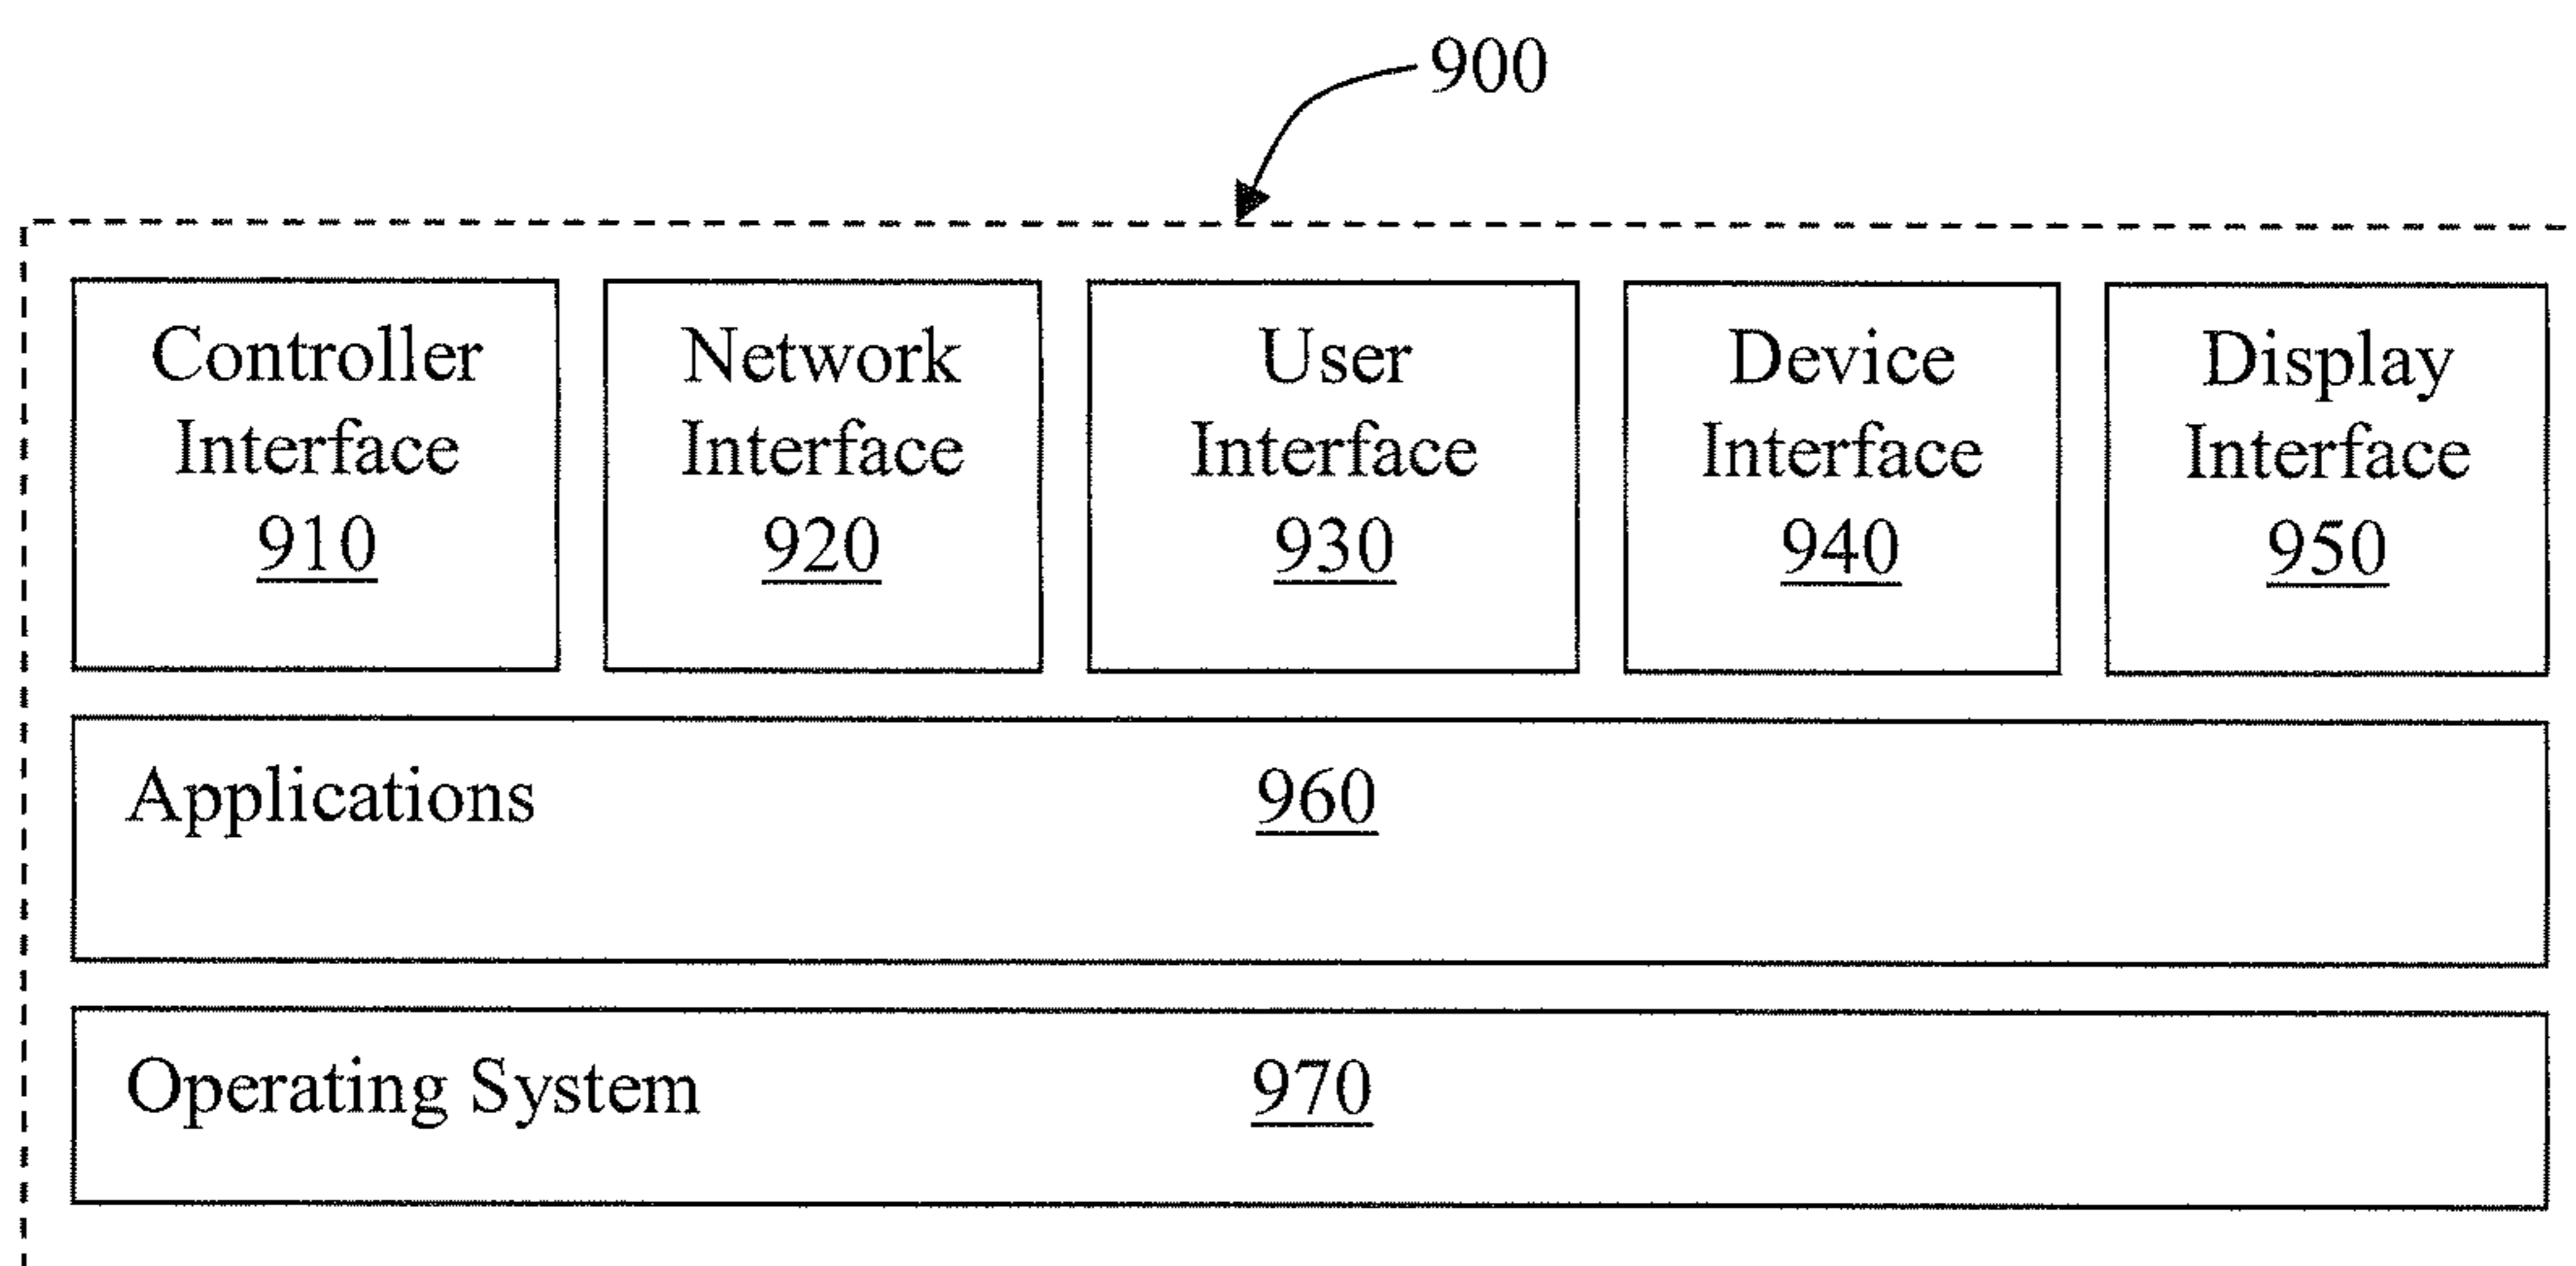 900
Controller
Interface
910
Network
Interface
920
User
Interface
930
Device
Interface
940
Display
Interface
950
Applications 960
Operating System 970